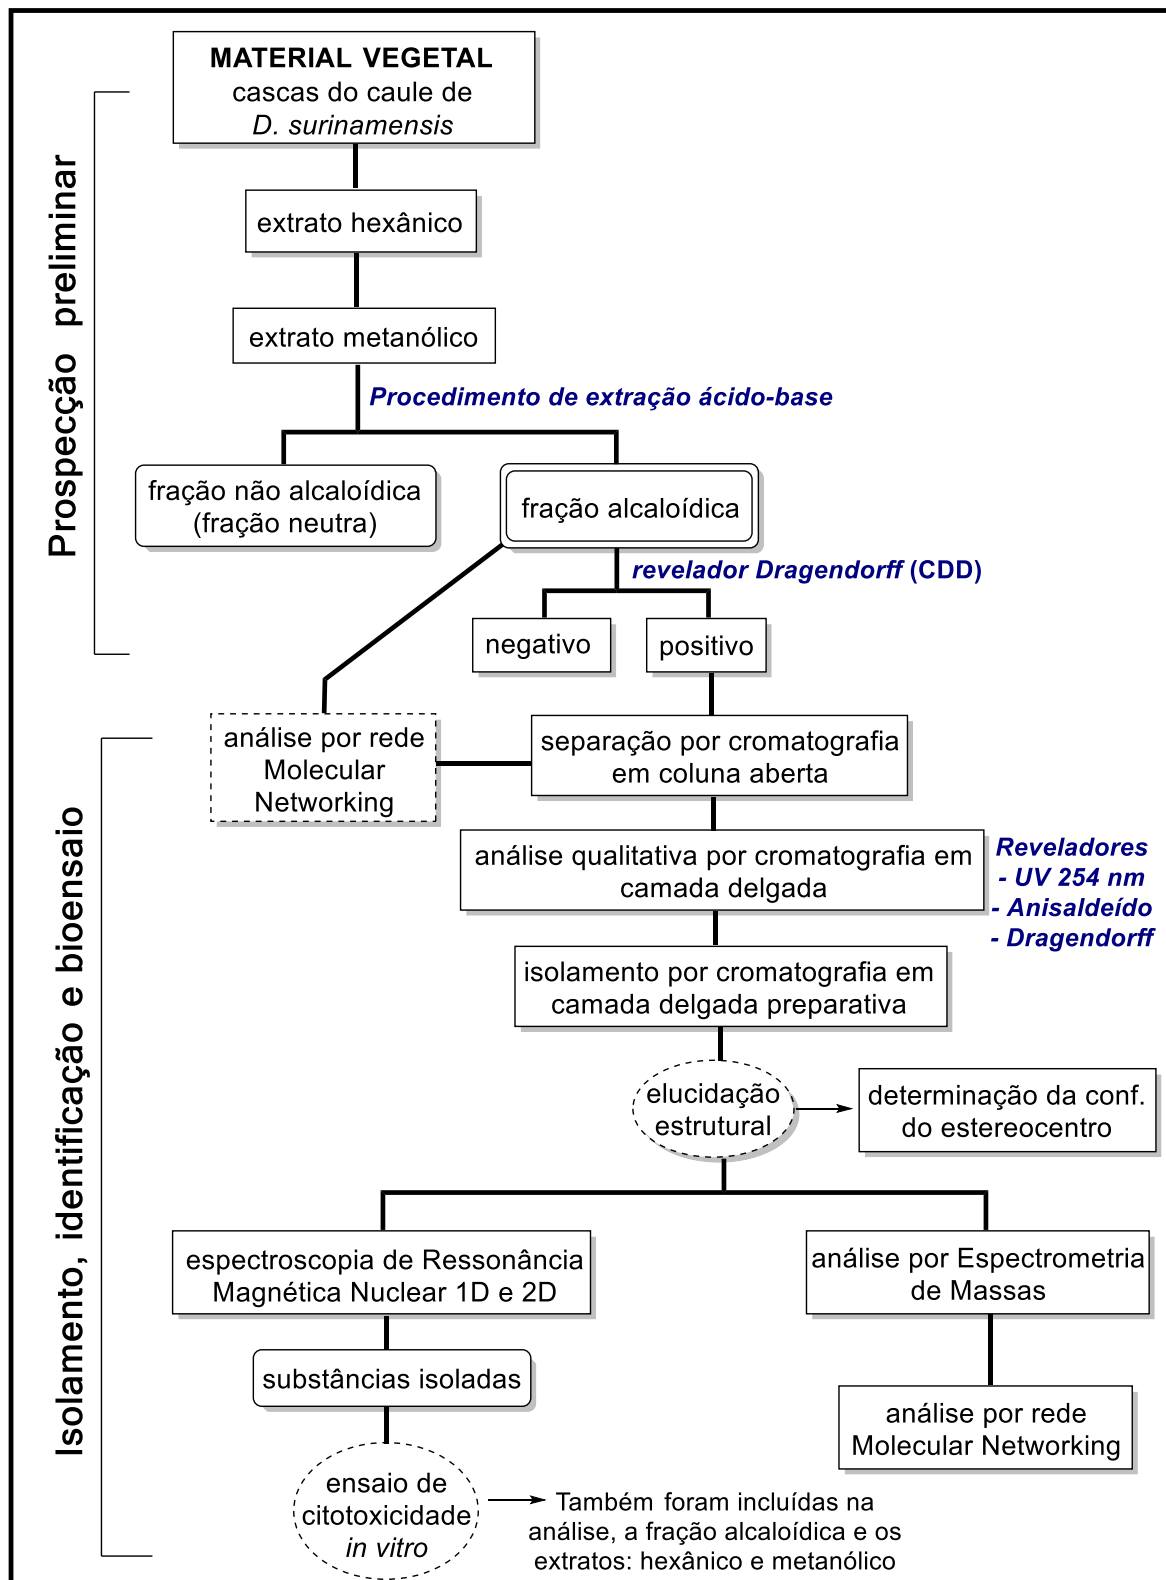 MATERIAL VEGETAL
cascas do caule de
D. surinamensis
Prospecção preliminar
extrato hexânico
extrato metanólico
Procedimento de extração ácido-base
fração não alcaloídica
(fração neutra)
fração alcaloídica
revelador Dragendorff (CDD)
negativo
positivo
Isolamento, identificação e bioensaio
análise por rede
Molecular
Networking
separação por cromatografia
em coluna aberta
análise qualitativa por cromatografia em
camada delgada
Reveladores
- UV 254 nm
- Anisaldeído
- Dragendorff
isolamento por cromatografia em
camada delgada preparativa
elucidação
estrutural
determinação da conf.
do estereocentro
espectroscopia de Ressonância
Magnética Nuclear 1D e 2D
análise por Espectrometria
de Massas
substâncias isoladas
análise por rede
Molecular Networking
ensaio de
citotoxicidade
in vitro
Também foram incluídas na
análise, a fração alcaloídica e os
extratos: hexânico e metanólico